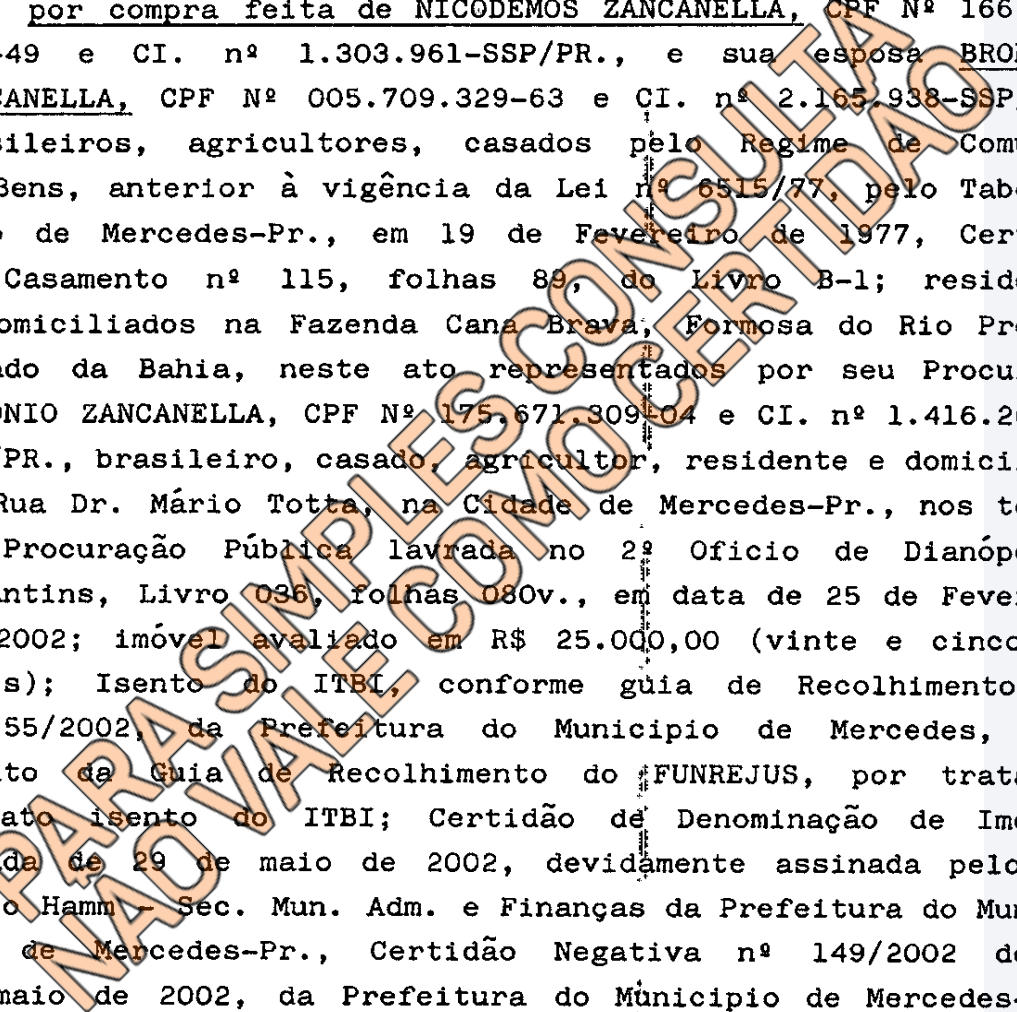 por compra feita de NICODEMOS ZANCANELLA, CPF Nº 166
-49 e CI. nº 1.303.961-SSP/PR., e sua esposa BRO
CANELLA, CPF Nº 005.709.329-63 e CI. nº 2.165.938-SSP
sileiros, agricultores, casados pelo Regime de Com
Bens, anterior à vigência da Lei nº 6515/77, pelo Tab
o de Mercedes-Pr., em 19 de Fevereiro de 1977, Cer
Casamento nº 115, folhas 89, do Livro B-1; resid
omiciliados na Fazenda Cana Brava, Formosa do Rio Pr
ado da Bahia, neste ato representados por seu Procu
ONIO ZANCANELLA, CPF Nº 175.671.309-04 e CI. nº 1.416.2
/PR., brasileiro, casado, agricultor, residente e domici
Rua Dr. Mário Totta, na Cidade de Mercedes-Pr., nos t
Procuração Pública lavrada no 2º Oficio de Dianóp
ntins, Livro 036, folhas 080v., em data de 25 de Feve
2002; imóvel avaliado em R$ 25.000,00 (vinte e cinco
s); Isento do ITBI, conforme guia de Recolhimento
55/2002, da Prefeitura do Municipio de Mercedes,
to da Guia de Recolhimento do FUNREJUS, por trat
ato isento do ITBI; Certidão de Denominação de Im
da de 29 de maio de 2002, devidamente assinada pelo
o Hamm - Sec. Mun. Adm. e Finanças da Prefeitura do Mun
de Mercedes-Pr., Certidão Negativa nº 149/2002 d
maio de 2002, da Prefeitura do Municipio de Mercedes-
PARA SIMPLES CONSULTA
NÃO VALE COMO CERTIDÃO